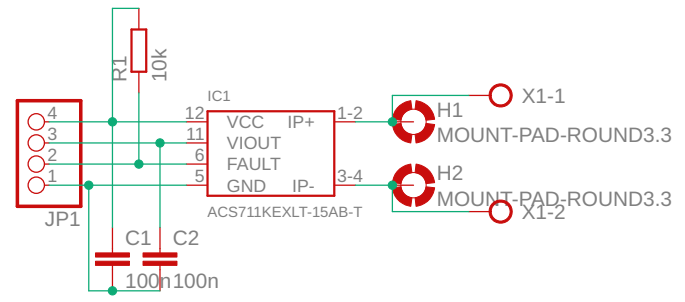 R1
10k
IC1
4
3
2
1
JP1
12
11
6
5
VCC
VIOUT
FAULT
GND
IP+
IP-
1-2
3-4
ACS711KEXLT-15AB-T
H1
MOUNT-PAD-ROUND3.3
X1-1
H2
MOUNT-PAD-ROUND3.3
X1-2
C1
100n
C2
100n